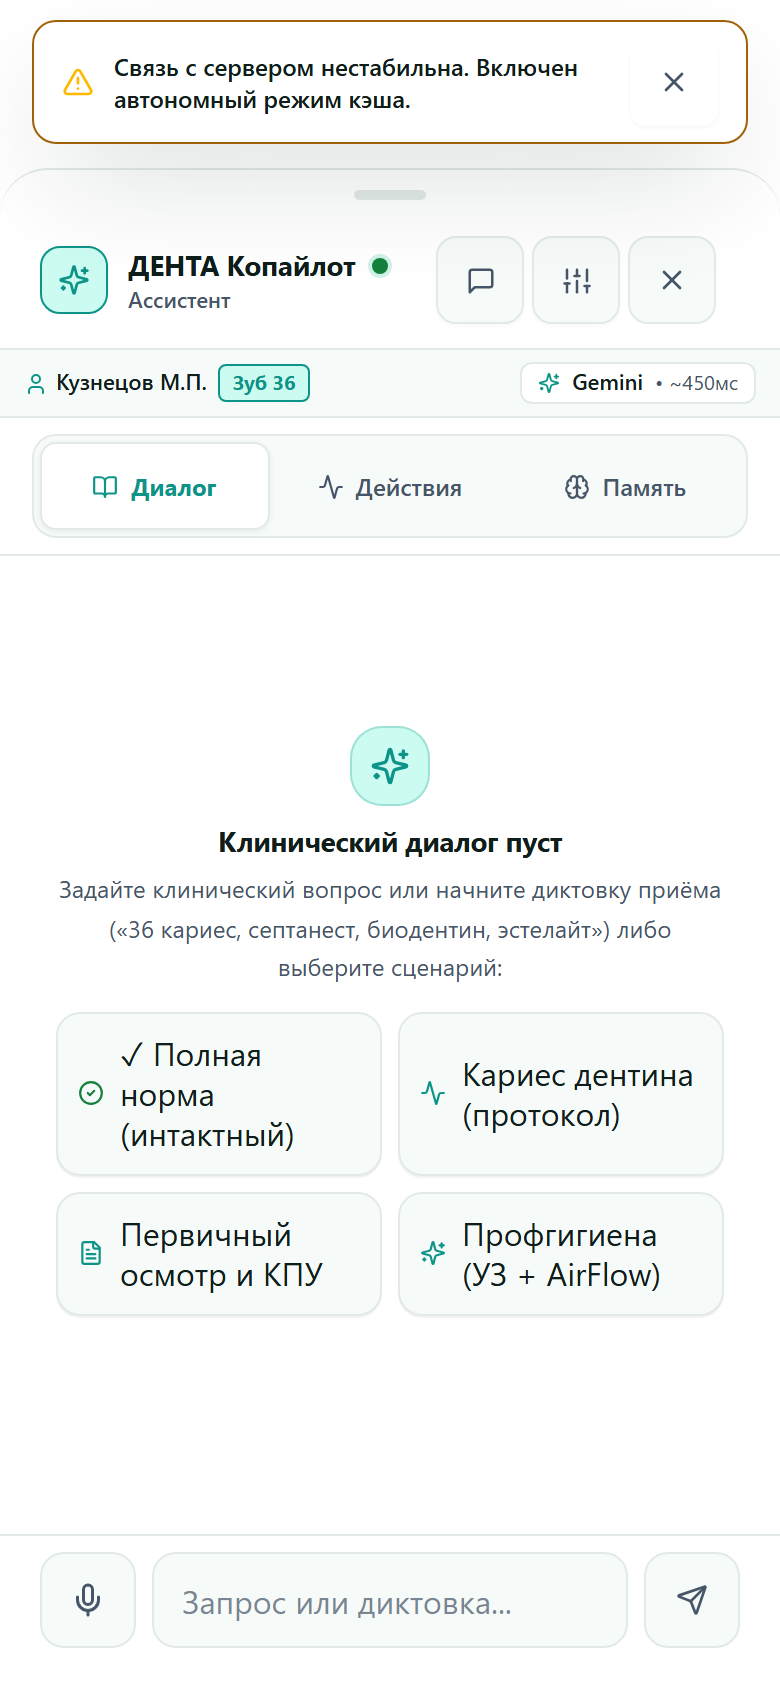 Связь с сервером нестабильна. Включен
автономный режим кэша.
ДЕНТА Копайлот
Ассистент
Кузнецов М.П.
Зуб 36
Gemini • ~450мс
Диалог
Действия
Память
Клинический диалог пуст
Задайте клинический вопрос или начните диктовку приёма
(«36 кариес, септанест, биодентин, эстелайт») либо
выберите сценарий:
✓ Полная
норма
(интактный)
Кариес дентина
(протокол)
Первичный
осмотр и КПУ
Профгигиена
(УЗ + AirFlow)
Запрос или диктовка...